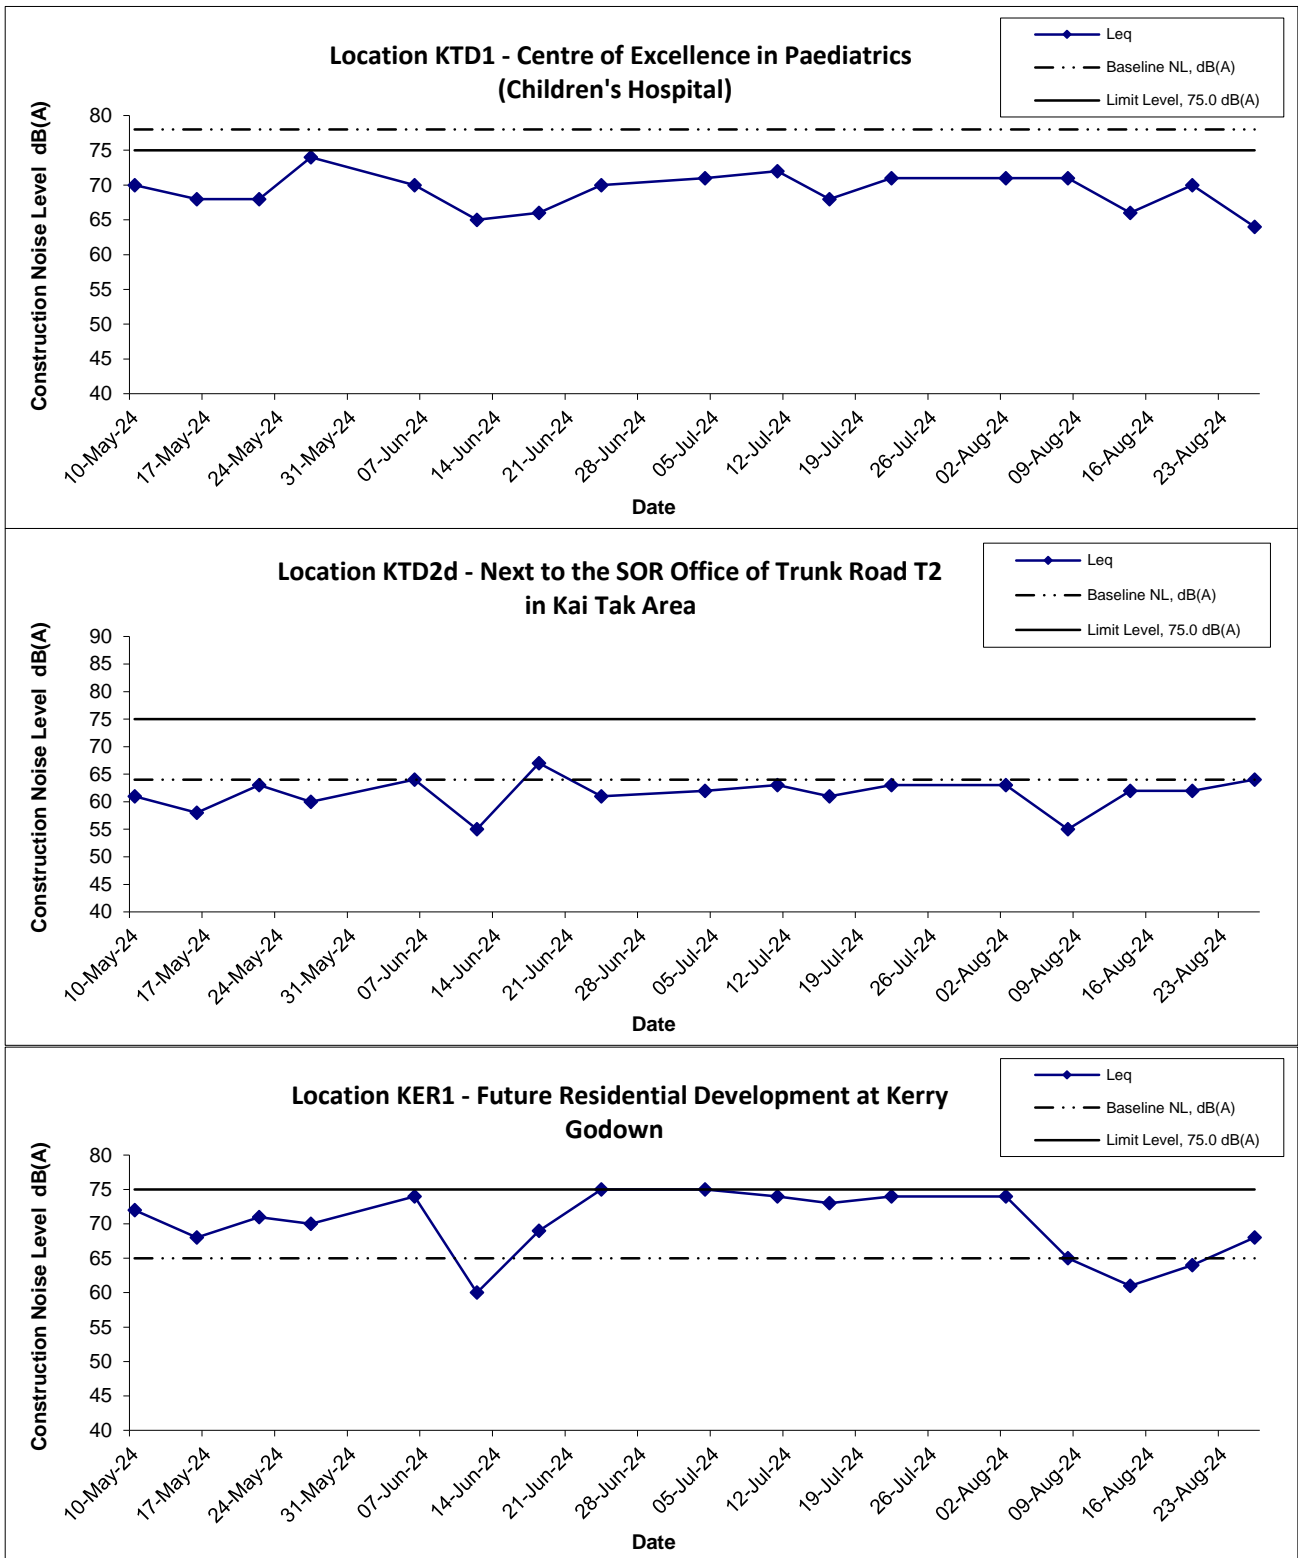 Location KTD1 - Centre of Excellence in Paediatrics
(Children's Hospital)
Leq
Baseline NL, dB(A)
Limit Level, 75.0 dB(A)
Construction Noise Level dB(A)
80
75
70
65
60
55
50
45
40
10-May-24
17-May-24
24-May-24
31-May-24
07-Jun-24
14-Jun-24
21-Jun-24
28-Jun-24
05-Jul-24
12-Jul-24
19-Jul-24
26-Jul-24
02-Aug-24
09-Aug-24
16-Aug-24
23-Aug-24
Date
Location KTD2d - Next to the SOR Office of Trunk Road T2
in Kai Tak Area
Leq
Baseline NL, dB(A)
Limit Level, 75.0 dB(A)
Construction Noise Level dB(A)
90
85
80
75
70
65
60
55
50
45
40
10-May-24
17-May-24
24-May-24
31-May-24
07-Jun-24
14-Jun-24
21-Jun-24
28-Jun-24
05-Jul-24
12-Jul-24
19-Jul-24
26-Jul-24
02-Aug-24
09-Aug-24
16-Aug-24
23-Aug-24
Date
Location KER1 - Future Residential Development at Kerry
Godown
Leq
Baseline NL, dB(A)
Limit Level, 75.0 dB(A)
Construction Noise Level dB(A)
80
75
70
65
60
55
50
45
40
10-May-24
17-May-24
24-May-24
31-May-24
07-Jun-24
14-Jun-24
21-Jun-24
28-Jun-24
05-Jul-24
12-Jul-24
19-Jul-24
26-Jul-24
02-Aug-24
09-Aug-24
16-Aug-24
23-Aug-24
Date